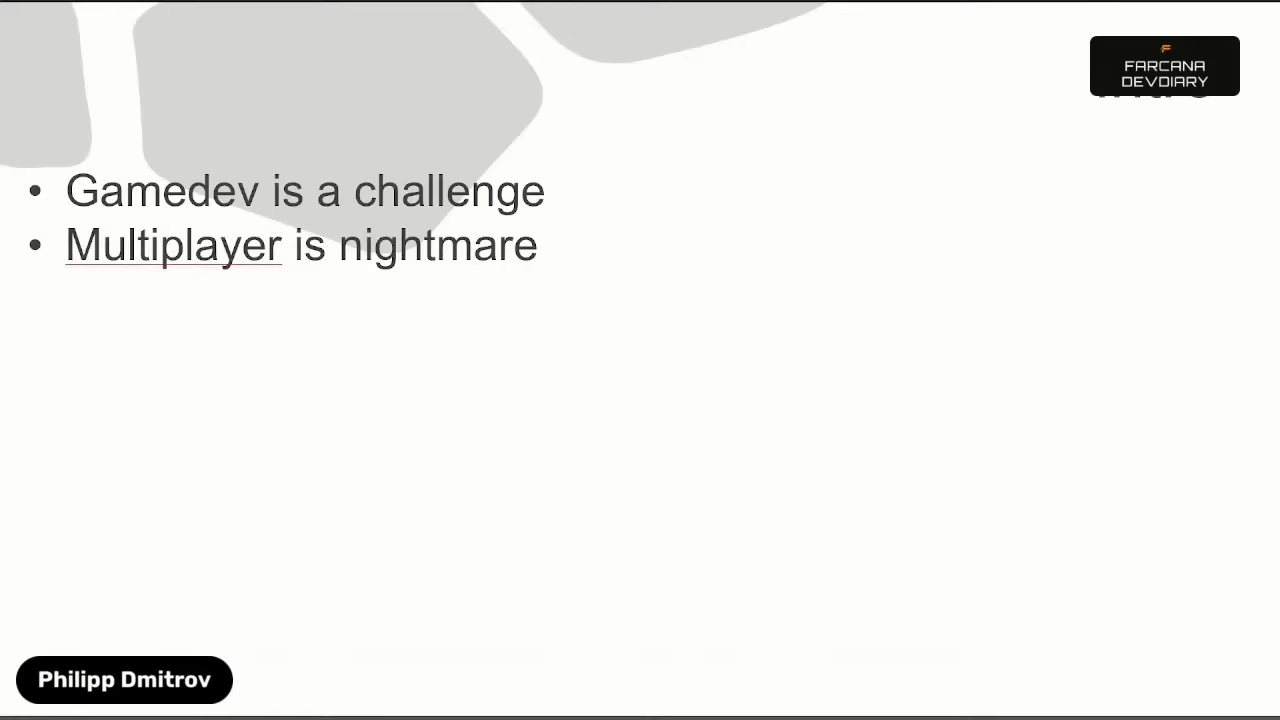 FARCANA
DEVDIARY
• Gamedev is a challenge
• Multiplayer is nightmare
Philipp Dmitrov